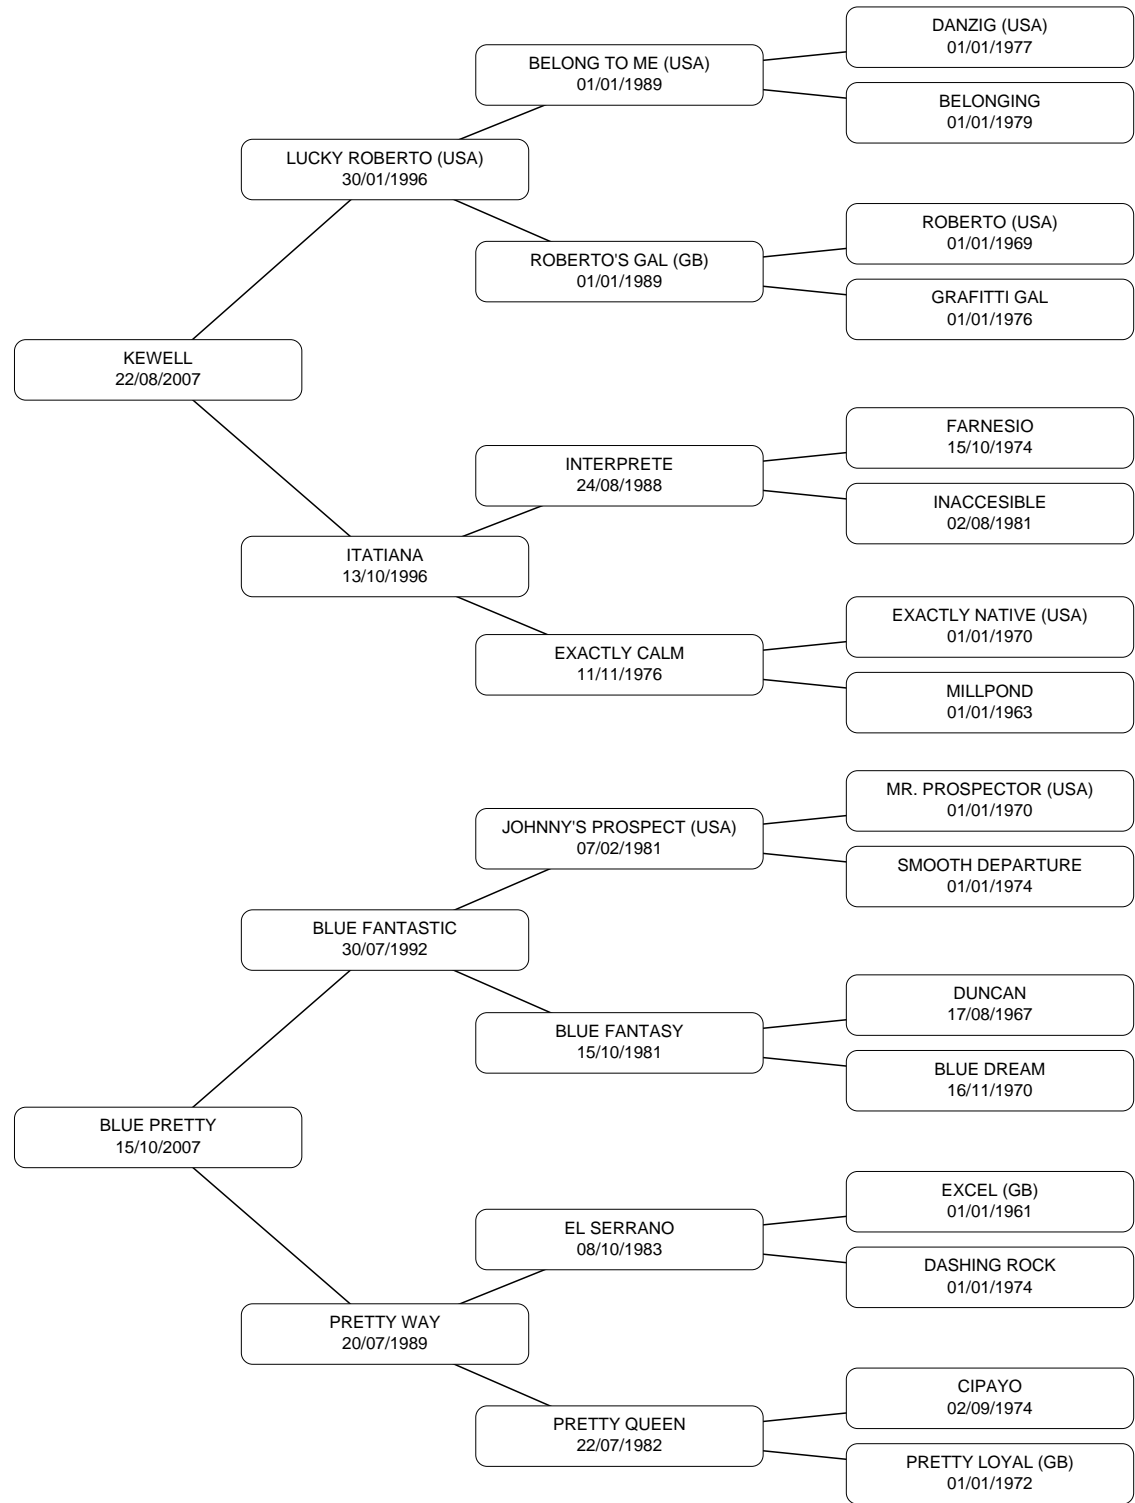 DANZIG (USA)
01/01/1977
BELONG TO ME (USA)
01/01/1989
BELONGING
01/01/1979
LUCKY ROBERTO (USA)
30/01/1996
ROBERTO (USA)
01/01/1969
ROBERTO'S GAL (GB)
01/01/1989
GRAFITTI GAL
01/01/1976
KEWELL
22/08/2007
FARNESIO
15/10/1974
INTERPRETE
24/08/1988
INACCESIBLE
02/08/1981
ITATIANA
13/10/1996
EXACTLY NATIVE (USA)
01/01/1970
EXACTLY CALM
11/11/1976
MILLPOND
01/01/1963
MR. PROSPECTOR (USA)
01/01/1970
JOHNNY'S PROSPECT (USA)
07/02/1981
SMOOTH DEPARTURE
01/01/1974
BLUE FANTASTIC
30/07/1992
DUNCAN
17/08/1967
BLUE FANTASY
15/10/1981
BLUE DREAM
16/11/1970
BLUE PRETTY
15/10/2007
EXCEL (GB)
01/01/1961
EL SERRANO
08/10/1983
DASHING ROCK
01/01/1974
PRETTY WAY
20/07/1989
CIPAYO
02/09/1974
PRETTY QUEEN
22/07/1982
PRETTY LOYAL (GB)
01/01/1972